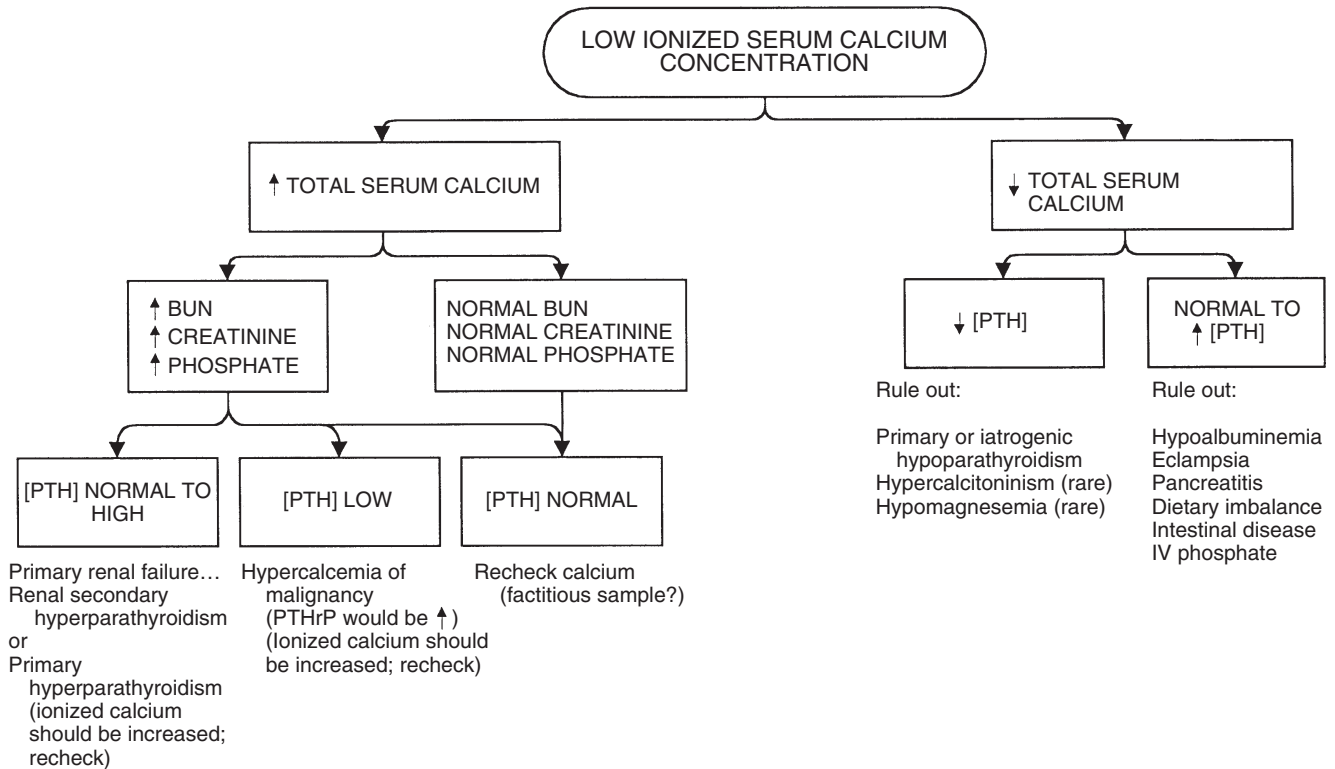 LOW IONIZED SERUM CALCIUM
CONCENTRATION
↑ TOTAL SERUM CALCIUM
↓ TOTAL SERUM
CALCIUM
↑ BUN
↑ CREATININE
↑ PHOSPHATE
NORMAL BUN
NORMAL CREATININE
NORMAL PHOSPHATE
↓ [PTH]
NORMAL TO
↑ [PTH]
[PTH] NORMAL TO
HIGH
[PTH] LOW
[PTH] NORMAL
Primary renal failure…
Renal secondary
hyperparathyroidism
or
Primary
hyperparathyroidism
(ionized calcium
should be increased;
recheck)
Hypercalcemia of
malignancy
(PTHrP would be ↑)
(Ionized calcium should
be increased; recheck)
Recheck calcium
(factitious sample?)
Rule out:
Primary or iatrogenic
hypoparathyroidism
Hypercalcitoninism (rare)
Hypomagnesemia (rare)
Rule out:
Hypoalbuminemia
Eclampsia
Pancreatitis
Dietary imbalance
Intestinal disease
IV phosphate